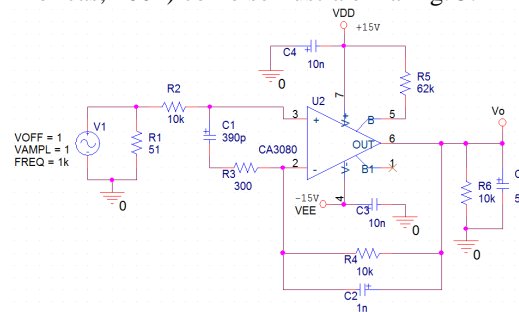 VDD
+15V
C4
10n
0
R5
62k
R2
10k
U2
7
3
+
B
5
V+
V1
VOFF = 1
VAMPL = 1
FREQ = 1k
R1
51
C1
390p
CA3080
OUT
6
Vo
R3
300
2
-
V-
B1
1
4
-15V
VEE
C3
10n
0
R6
10k
C
5
0
0
R4
10k
C2
1n